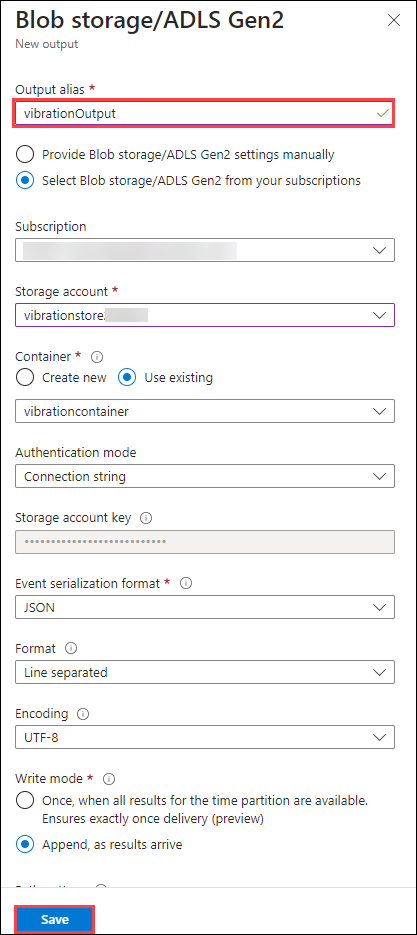 Blob storage/ADLS Gen2
New output
Output alias *
vibrationOutput
Provide Blob storage/ADLS Gen2 settings manually
Select Blob storage/ADLS Gen2 from your subscriptions
Subscription
Storage account *
vibrationstore
Container *
Create new
Use existing
vibrationcontainer
Authentication mode
Connection string
Storage account key
••••••••••••••••••••••••••••
Event serialization format *
JSON
Format
Line separated
Encoding
UTF-8
Write mode *
Once, when all results for the time partition are available.
Ensures exactly once delivery (preview)
Append, as results arrive
Save